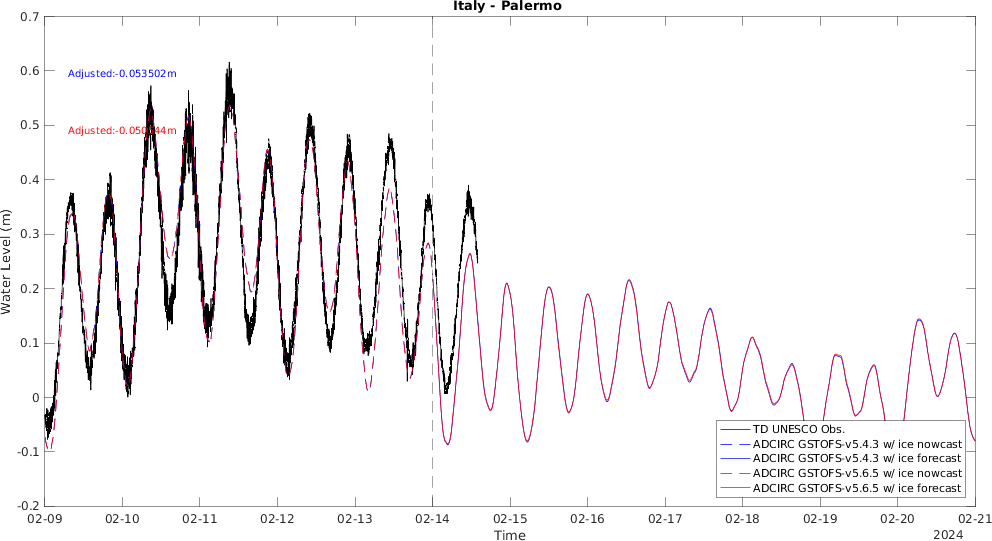 Italy - Palermo
0.7
0.6
0.5
0.4
0.3
0.2
0.1
0
-0.1
-0.2
Water Level (m)
Adjusted:-0.053502m
TD UNESCO Obs.
ADCIRC GSTOFS-v5.4.3 w/ ice nowcast
ADCIRC GSTOFS-v5.4.3 w/ ice forecast
ADCIRC GSTOFS-v5.6.5 w/ ice nowcast
ADCIRC GSTOFS-v5.6.5 w/ ice forecast
02-09 02-10 02-11 02-12 02-13 02-14 02-15 02-16 02-17 02-18 02-19 02-20 02-21
Time
2024